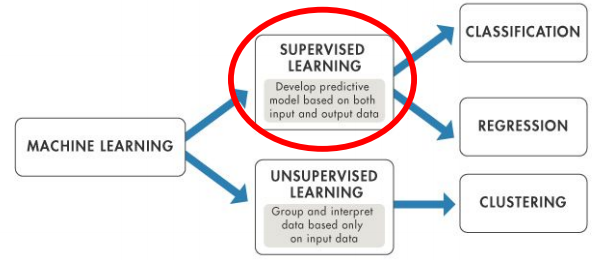 MACHINE LEARNING
SUPERVISED
LEARNING
Develop predictive
model based on both
input and output data
CLASSIFICATION
REGRESSION
UNSUPERVISED
LEARNING
Group and interpret
data based only
on input data
CLUSTERING